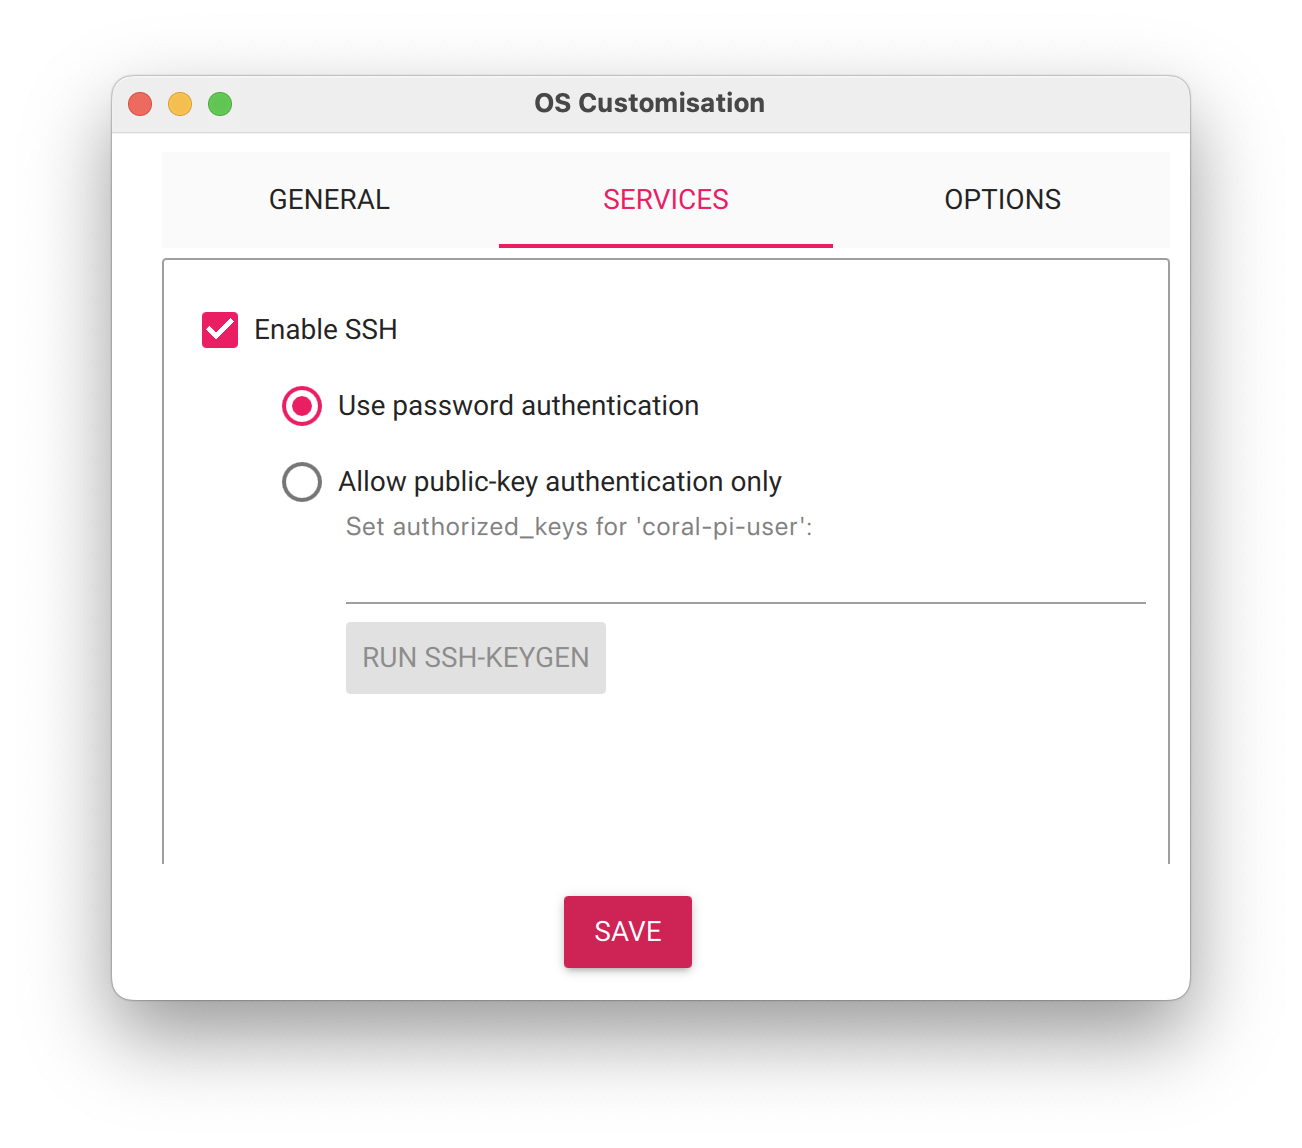 OS Customisation
GENERAL
SERVICES
OPTIONS
Enable SSH
Use password authentication
Allow public-key authentication only
Set authorized_keys for 'coral-pi-user':
RUN SSH-KEYGEN
SAVE